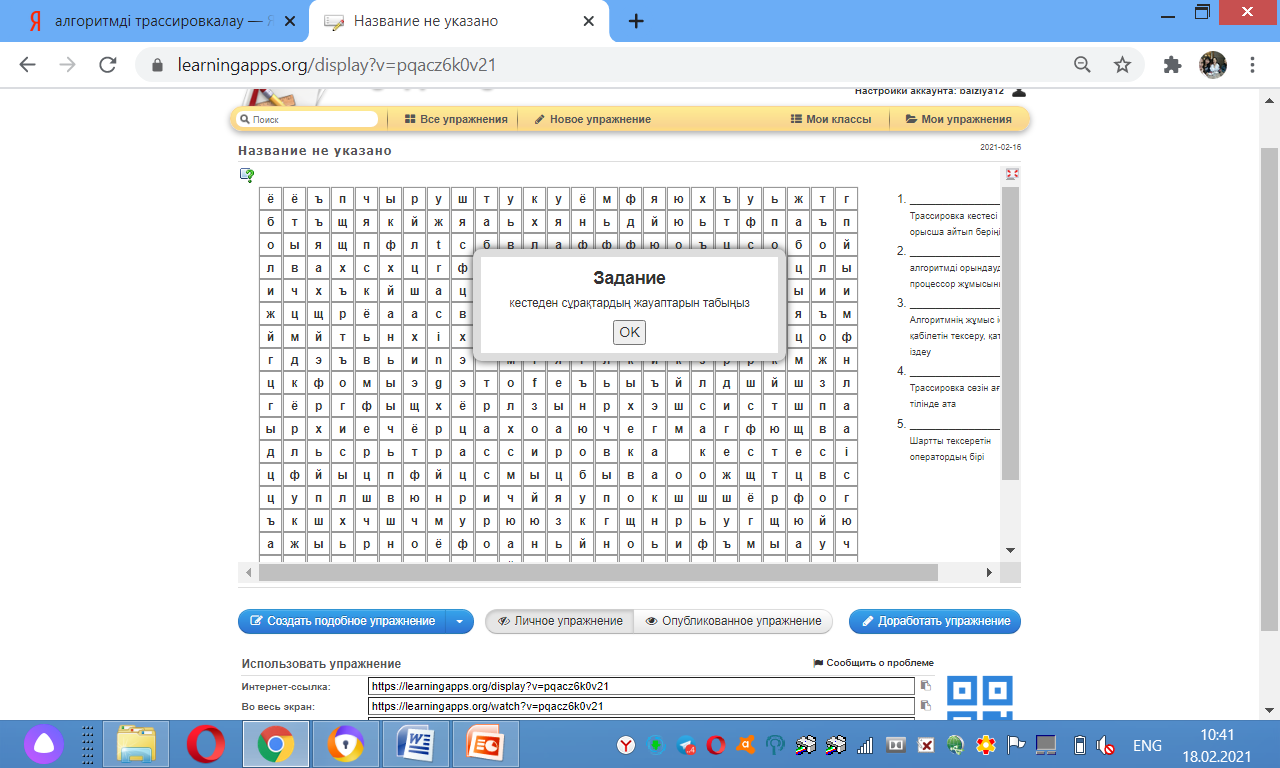 алгоритмді трассировкалау — Я
Название не указано
learningapps.org/display?v=pqacz6k0v21
Настройки аккаунта: baiziya12
Поиск
Все упражнения
Новое упражнение
Мои классы
Мои упражнения
Название не указано
2021-02-16
ё ё ъ п ч ы р у ш т у к у ё м ф я ю х ъ у ь ж т г
б т ъ щ я к й ж я а ь х я н ь д й ю ь т ф п а ъ п
о ы я щ п ф л t с б в л а ф ф ф ю о ъ ц с о б о й
л в а х с х ц r ф
ц л ы
и ч х ъ к й ш a ц
ы и и
ж ц щ р ё а а c в
я ъ м
й м й т ь н х i х
ц о ф
г д э ъ в ь и n э
м ж н
ц к ф о м ы э g э т о f е ъ ь ы ъ й л д ш й ш з л
г ё р г ф ы щ х ё р л з ы н р х э ш с и с т ш п а
ы р х и е ч ё р ц а х о а ю ч е г м а г ф ю щ в а
д л ь с р ь т р а с с и р о в к а к е с т е с і
ц ф й ы ц п ф й ц с м ы ц б ы в а о о ж щ т ц в с
ц у п л ш в ю н р и ч й я у п о к ш ш ш ё р ф о г
ъ к ш х ч ш ч м у р ю ю з к г щ н р ь у г щ ю й ю
а ж ы ь р н о ё ф о а н ь й н о ь и ф ъ м ы а у ч
1.
Трассировка кестесі
орысша айтып беріңі
2.
алгоритмді орындауд
процессор жұмысын
3.
Алгоритмнің жұмыс і
қабілетін тексеру, қат
іздеу
4.
Трассировка сөзін ағ
тілінде ата
5.
Шартты тексеретін
оператордың бірі
Задание
кестеден сұрақтардың жауаптарын табыңыз
OK
Создать подобное упражнение
Личное упражнение
Опубликованное упражнение
Доработать упражнение
Использовать упражнение
Сообщить о проблеме
Интернет-ссылка:
https://learningapps.org/display?v=pqacz6k0v21
Во весь экран:
https://learningapps.org/watch?v=pqacz6k0v21
ENG
10:41
18.02.2021